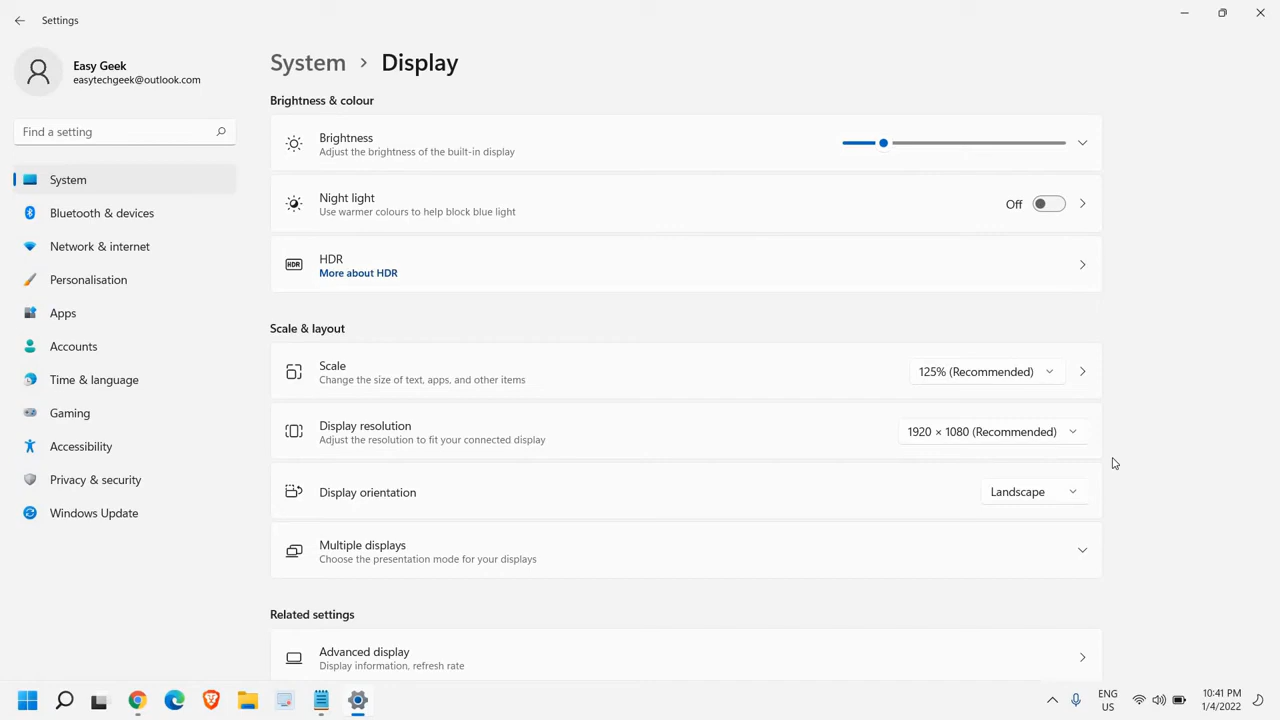 Settings
Easy Geek
easytechgeek@outlook.com
Find a setting
System
Bluetooth & devices
Network & internet
Personalisation
Apps
Accounts
Time & language
Gaming
Accessibility
Privacy & security
Windows Update
System › Display
Brightness & colour
Brightness
Adjust the brightness of the built-in display
Night light
Use warmer colours to help block blue light
Off
HDR
HDR
More about HDR
Scale & layout
Scale
Change the size of text, apps, and other items
125% (Recommended)
Display resolution
Adjust the resolution to fit your connected display
1920 × 1080 (Recommended)
Display orientation
Landscape
Multiple displays
Choose the presentation mode for your displays
Related settings
Advanced display
Display information, refresh rate
ENG
US
10:41 PM
1/4/2022